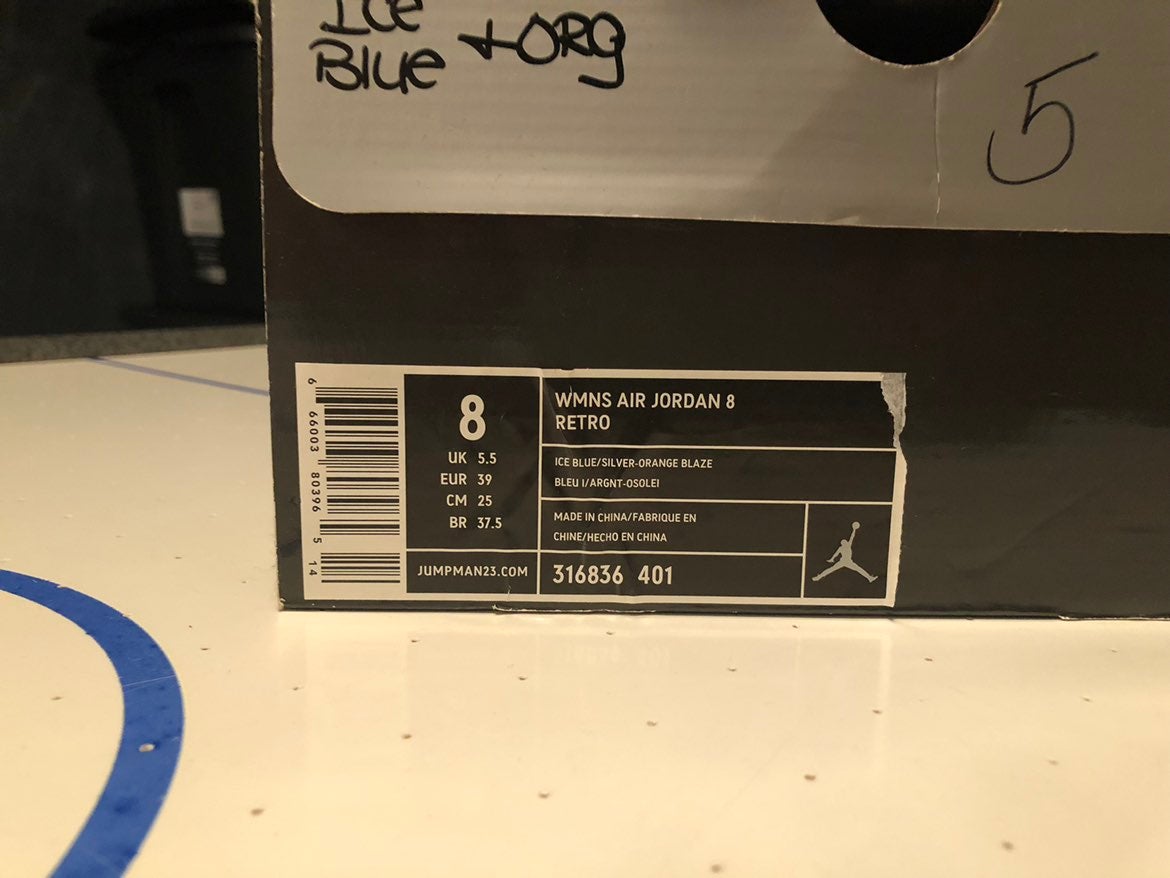 Ice
Blue + ORg
5
8
UK 5.5
EUR 39
CM 25
BR 37.5
JUMPMAN23.COM
WMNS AIR JORDAN 8
RETRO
ICE BLUE/SILVER-ORANGE BLAZE
BLEU I/ARGNT-OSOLEI
MADE IN CHINA/FABRIQUE EN
CHINE/HECHO EN CHINA
316836 401
6 66003 80396 5 14